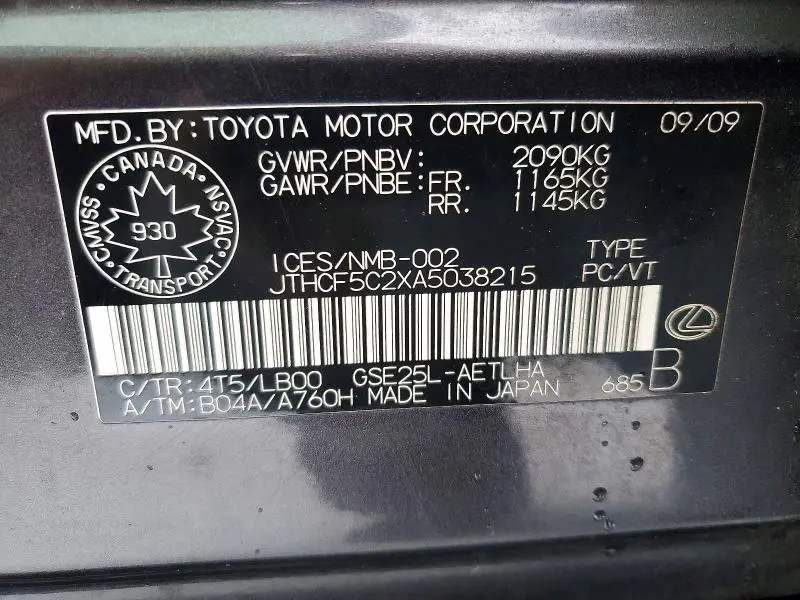 MFD. BY: TOYOTA MOTOR CORPORATION 09/09
GVWR/PNBV: 2090KG
GAWR/PNBE: FR. 1165KG
RR. 1145KG
CMVSS · CANADA · NSVAC
930
TRANSPORT
ICES/NMB-002 TYPE
JTHCF5C2XA5038215 PC/VT
C/TR: 4T5/LB00 GSE25L-AETLHA
A/TM: B04A/A760H MADE IN JAPAN 685 B